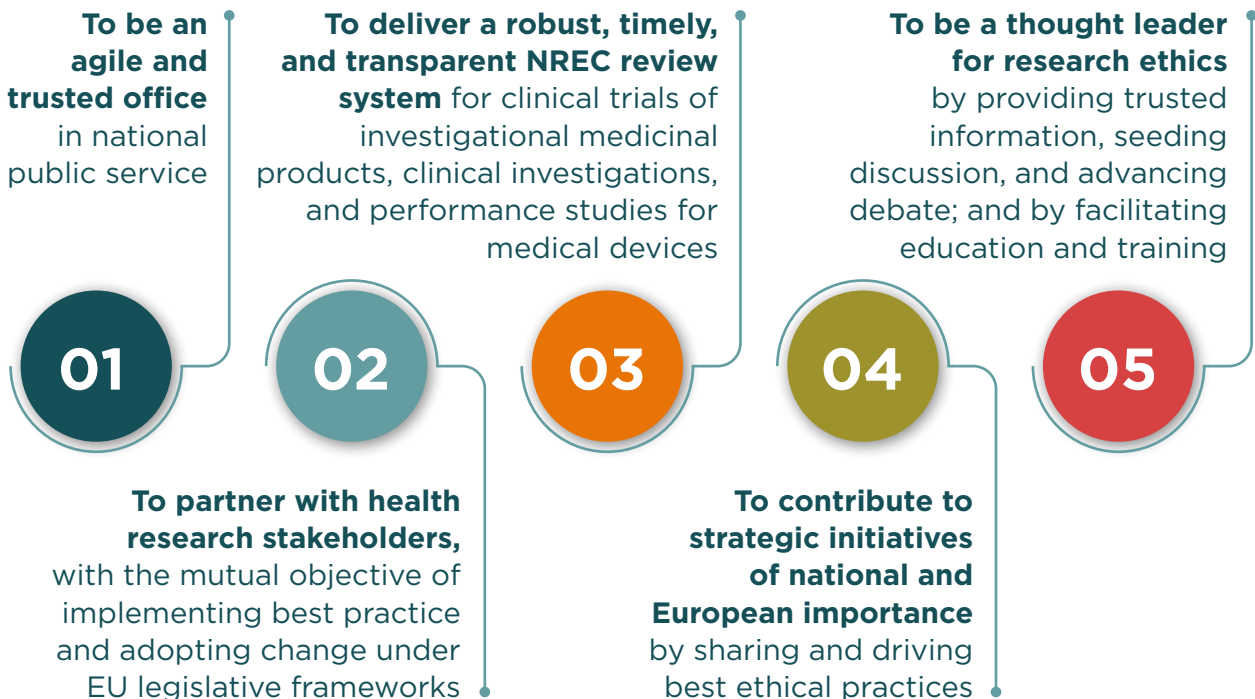 To be an
agile and
trusted office
in national
public service
01
To partner with health
research stakeholders,
with the mutual objective of
implementing best practice
and adopting change under
EU legislative frameworks
02
To deliver a robust, timely,
and transparent NREC review
system for clinical trials of
investigational medicinal
products, clinical investigations,
and performance studies for
medical devices
03
To contribute to
strategic initiatives
of national and
European importance
by sharing and driving
best ethical practices
04
To be a thought leader
for research ethics
by providing trusted
information, seeding
discussion, and advancing
debate; and by facilitating
education and training
05